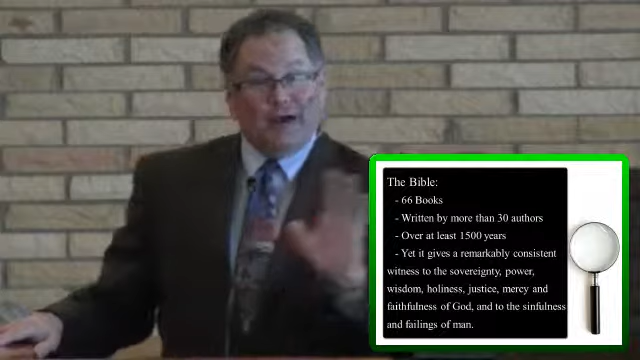 The Bible:
- 66 Books
- Written by more than 30 authors
- Over at least 1500 years
- Yet it gives a remarkably consistent
witness to the sovereignty, power,
wisdom, holiness, justice, mercy and
faithfulness of God, and to the sinfulness
and failings of man.